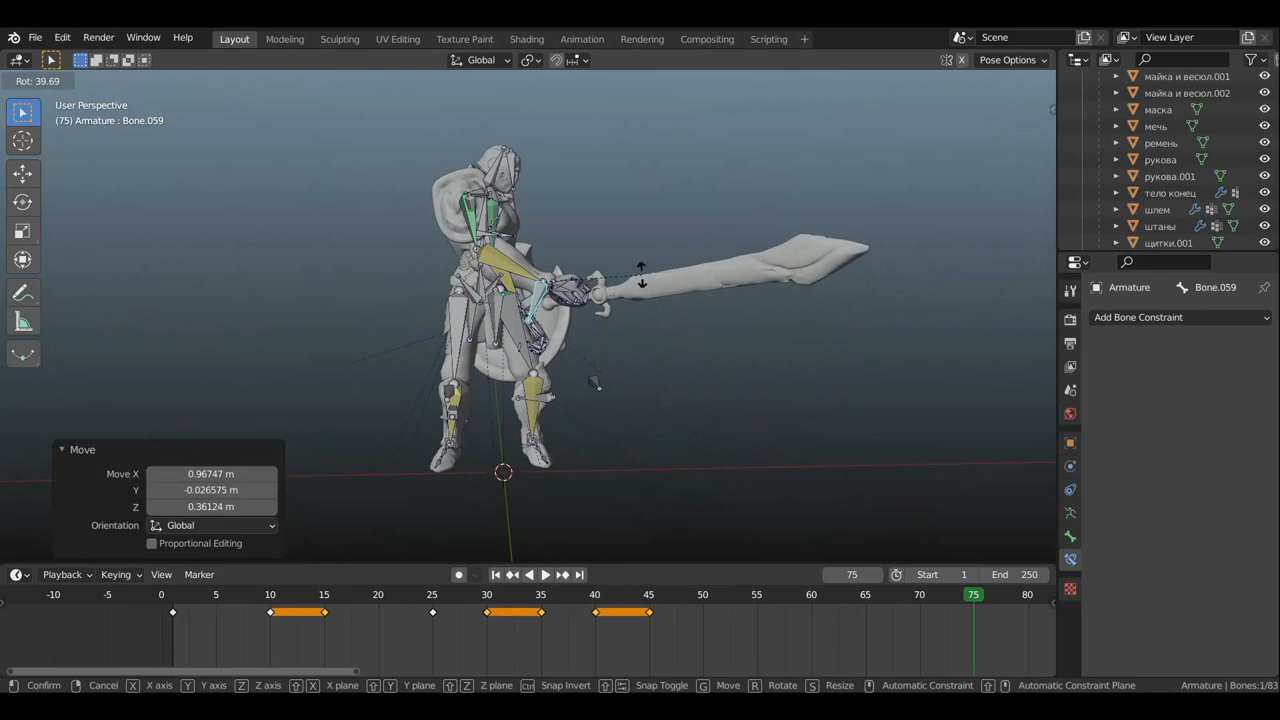 File Edit Render Window Help Layout Modeling Sculpting UV Editing Texture Paint Shading Animation Rendering Compositing Scripting + Scene View Layer
Global X Pose Options
Rot: 39.69
User Perspective
(75) Armature : Bone.059
майка и весюл.001
майка и весюл.002
маска
мечь
ремень
рукова
рукова.001
тело конец
шлем
штаны
щитки.001
Armature Bone.059
Add Bone Constraint
Move
Move X 0.96747 m
Y -0.026575 m
Z 0.36124 m
Orientation Global
Proportional Editing
Playback Keying View Marker 75 Start 1 End 250
-10 -5 0 5 10 15 20 25 30 35 40 45 50 55 60 65 70 75 80
Confirm Cancel X X axis Y Y axis Z Z axis X X plane Y Y plane Z Z plane Ctrl Snap Invert Snap Toggle G Move R Rotate S Resize Automatic Constraint Automatic Constraint Plane Armature | Bones:1/83